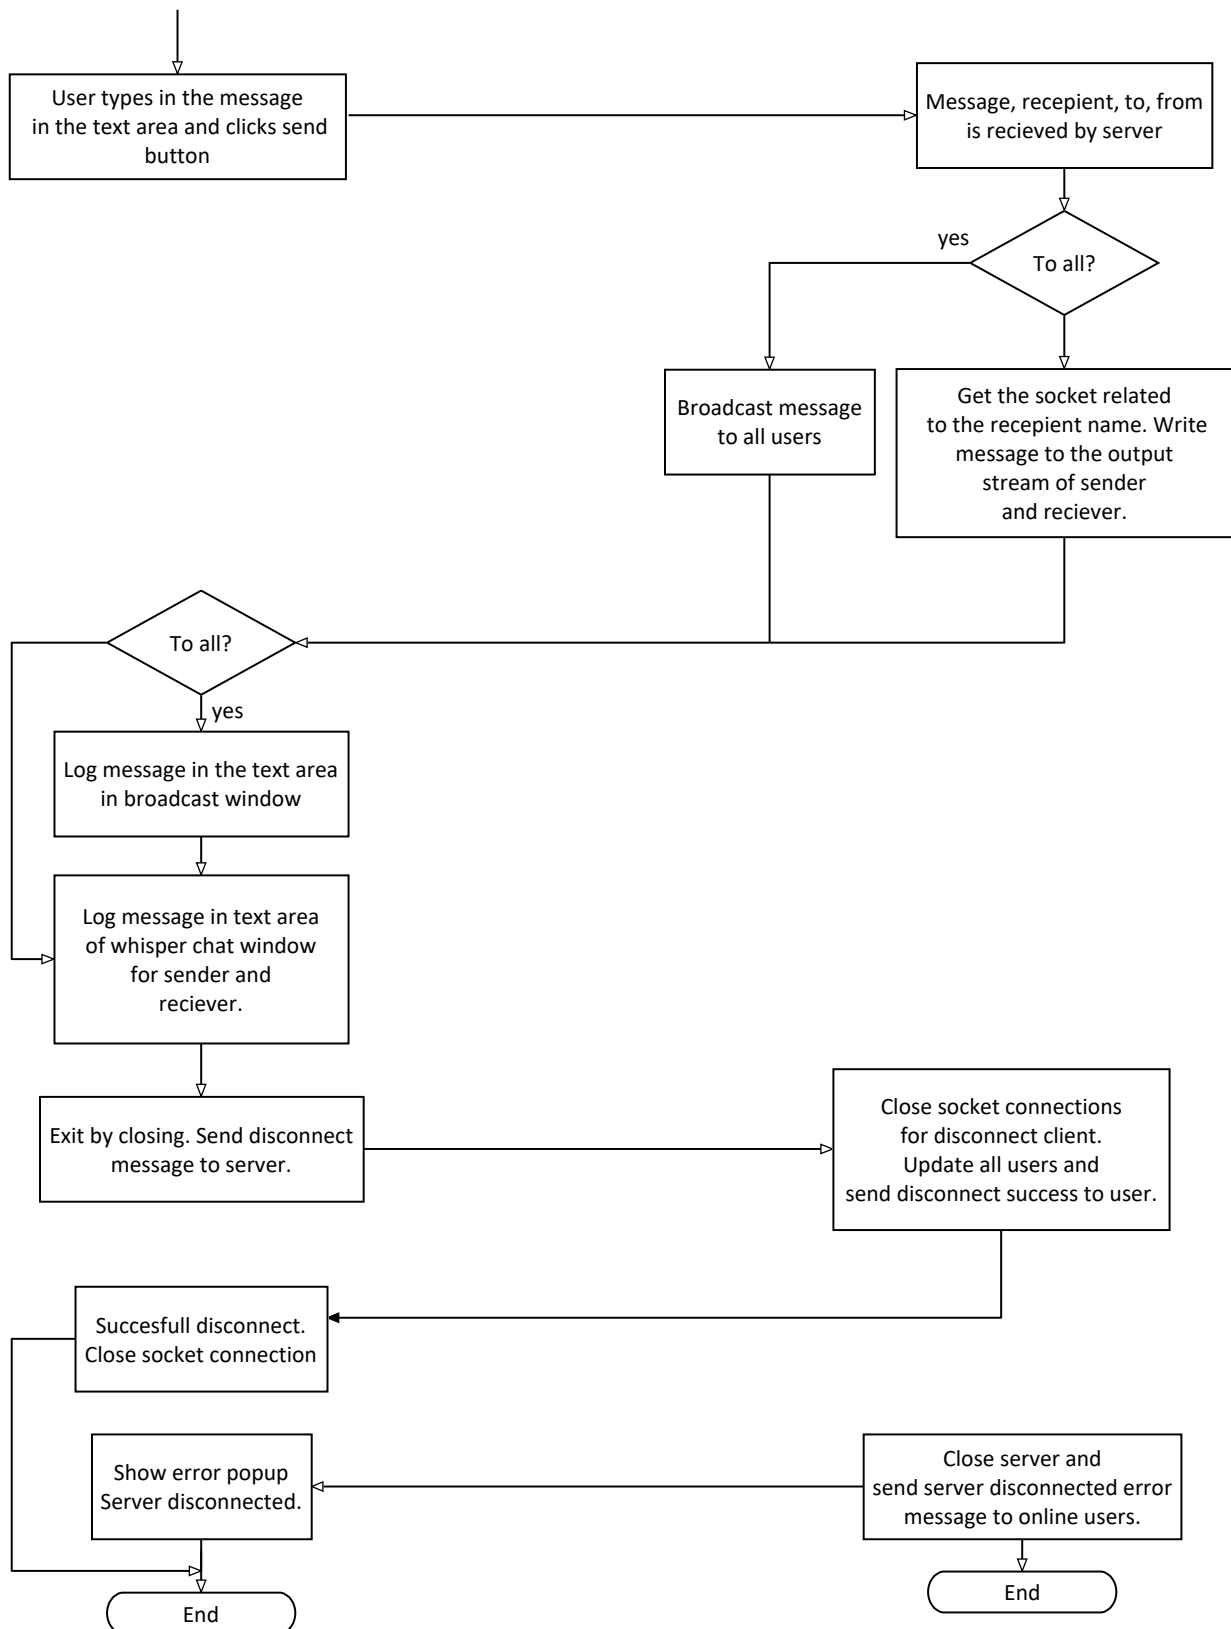 User types in the message
in the text area and clicks send
button
Message, recepient, to, from
is recieved by server
yes
To all?
Broadcast message
to all users
Get the socket related
to the recepient name. Write
message to the output
stream of sender
and reciever.
To all?
yes
Log message in the text area
in broadcast window
Log message in text area
of whisper chat window
for sender and
reciever.
Exit by closing. Send disconnect
message to server.
Close socket connections
for disconnect client.
Update all users and
send disconnect success to user.
Succesfull disconnect.
Close socket connection
Show error popup
Server disconnected.
Close server and
send server disconnected error
message to online users.
End
End